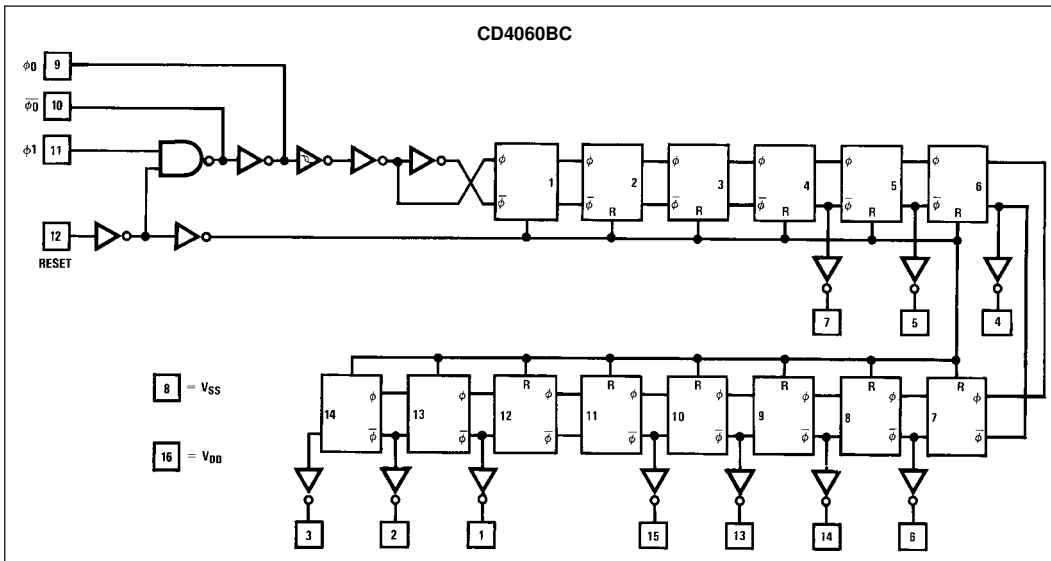 CD4060BC
φ0 9
φ̅0̅ 10
φ1 11
12
RESET
φ φ̅ 1
φ φ̅ R 2
φ φ̅ R 3
φ φ̅ R 4
φ φ̅ R 5
φ φ̅ R 6
7 5 4
8 = VSS
16 = VDD
14 φ
13 φ φ̅
12 R φ φ̅
11 R φ φ̅
10 R φ φ̅
9 R φ φ̅
8 R φ φ̅
7 R φ φ̅
3 2 1 15 13 14 6